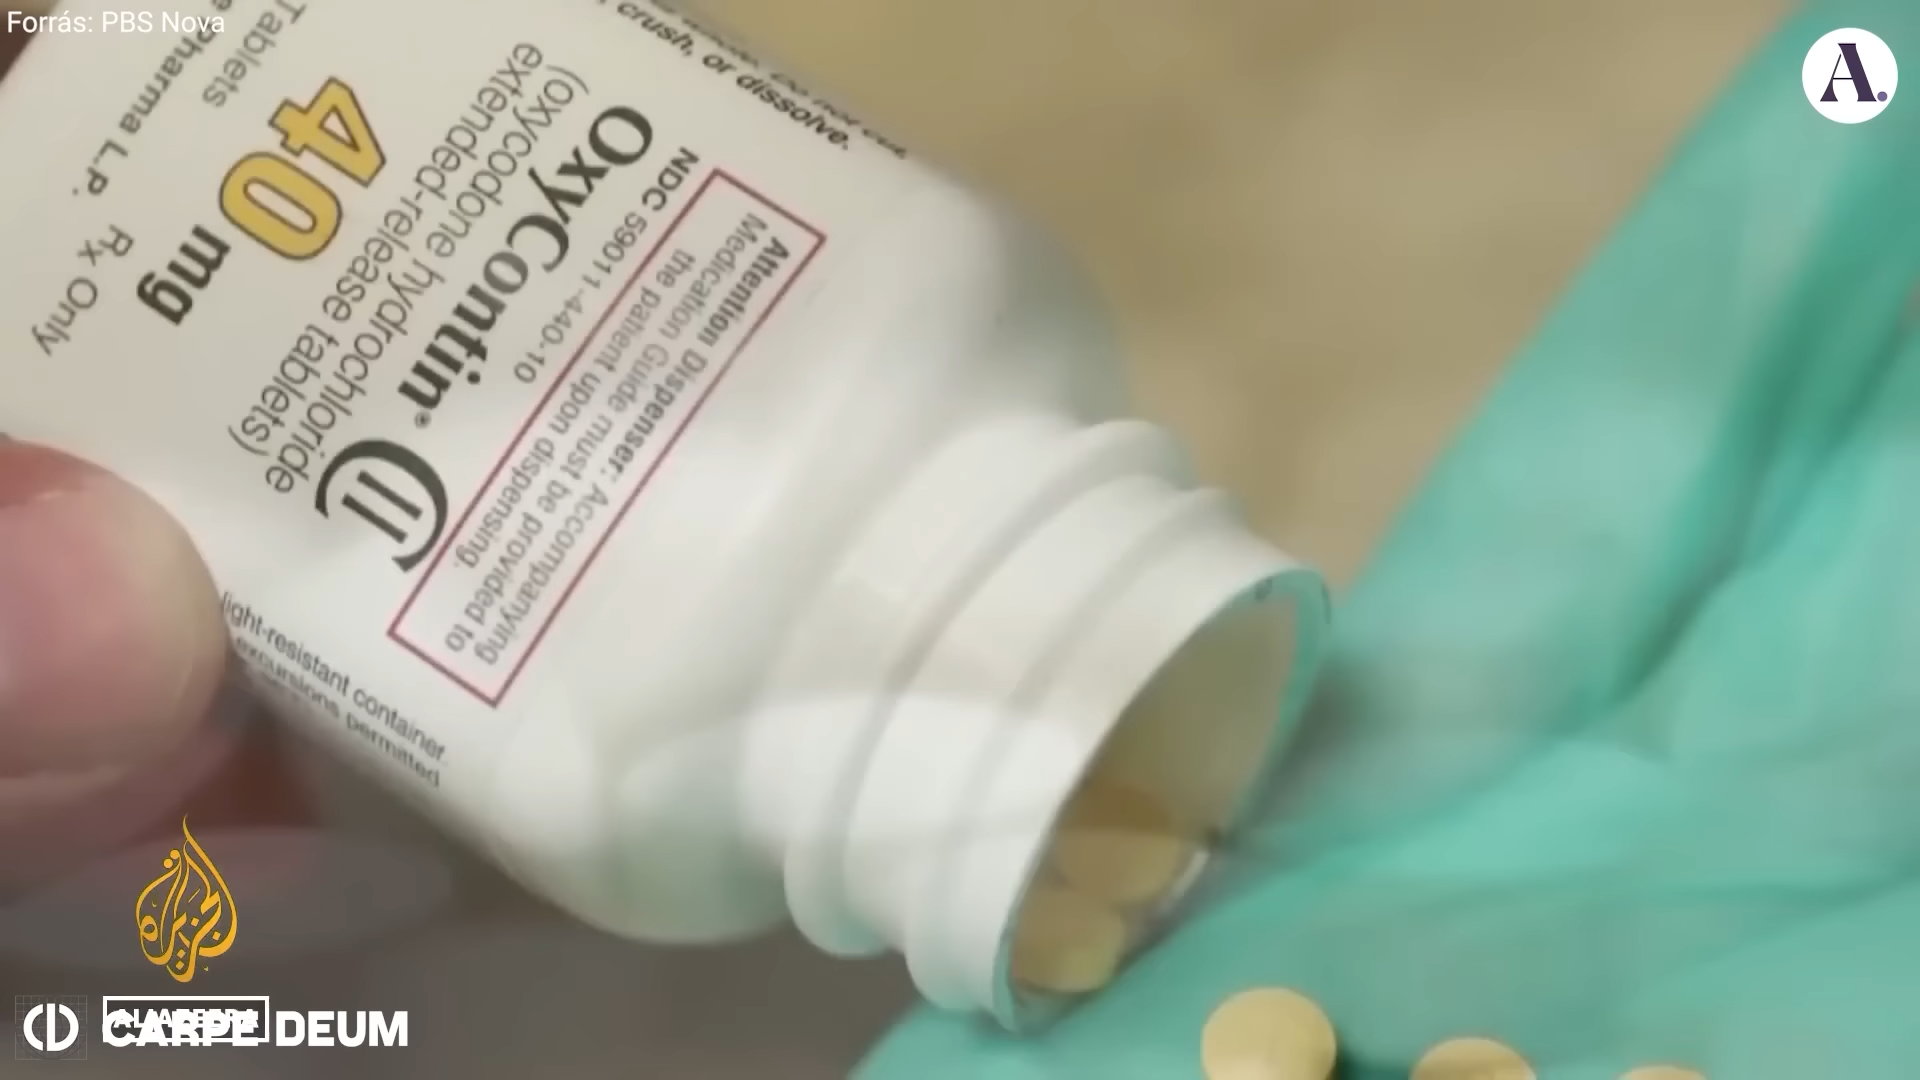 Forrás: PBS Nova
A.
crush, or dissolve.
NDC 59011-440-10
OxyContin® CII
(oxycodone hydrochloride
extended-release tablets)
40 mg
Tablets
Rx Only
Pharma L.P.
Attention Dispenser: Accompanying
Medication Guide must be provided to
the patient upon dispensing.
light-resistant container.
excursions permitted
الجزيرة
ALJAZEERA
CARPE DEUM